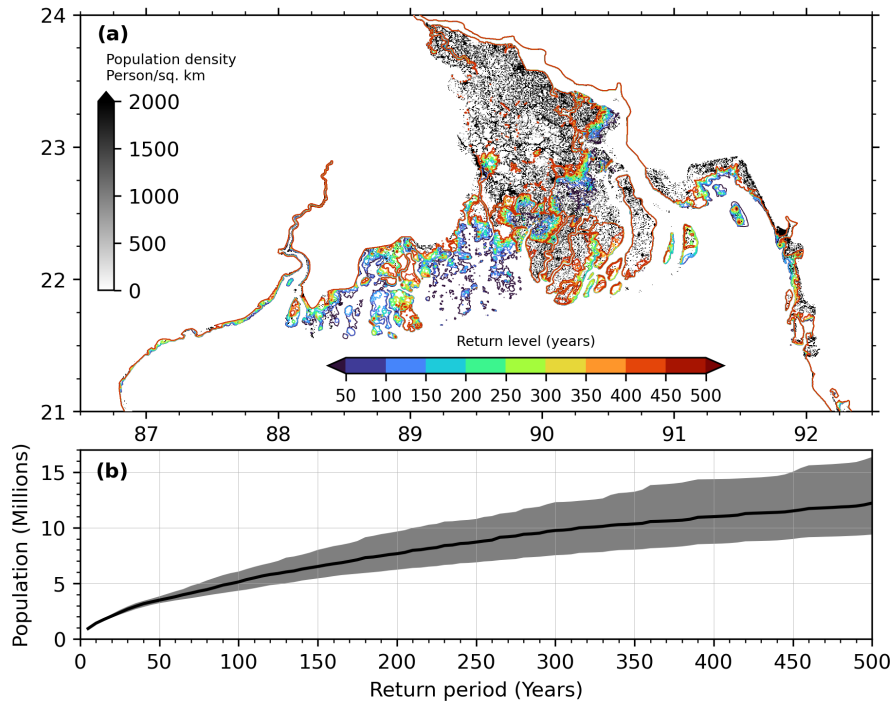 (a)
Population density
Person/sq. km
2000
1500
1000
500
0
24
23
22
21
Return level (years)
50 100 150 200 250 300 350 400 450 500
87 88 89 90 91 92
(b)
Population (Millions)
15
10
5
0
0 50 100 150 200 250 300 350 400 450 500
Return period (Years)